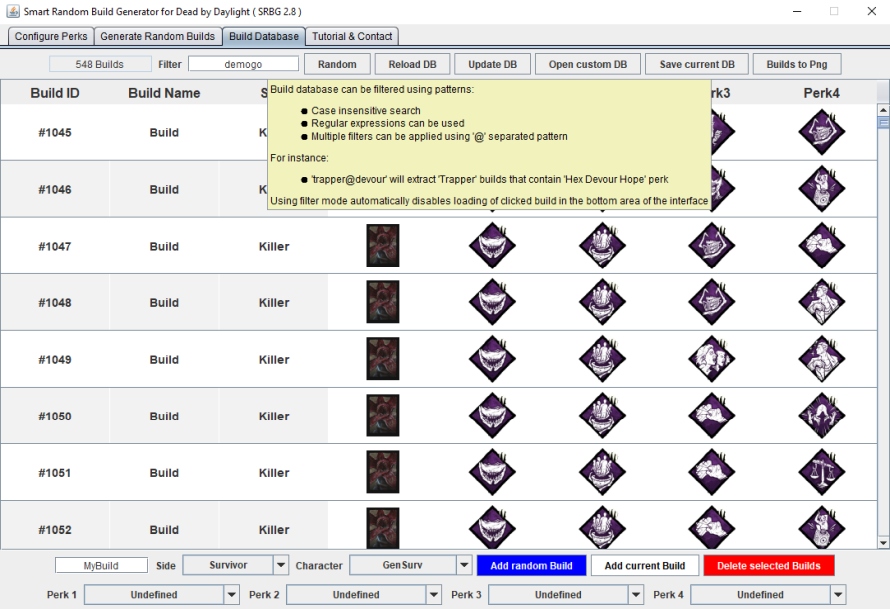 Smart Random Build Generator for Dead by Daylight ( SRBG 2.8 )
Configure Perks Generate Random Builds Build Database Tutorial & Contact
548 Builds Filter demogo Random Reload DB Update DB Open custom DB Save current DB Builds to Png
Build ID Build Name S rk3 Perk4
Build database can be filtered using patterns:
Case insensitive search
Regular expressions can be used
Multiple filters can be applied using '@' separated pattern
For instance:
'trapper@devour' will extract 'Trapper' builds that contain 'Hex Devour Hope' perk
Using filter mode automatically disables loading of clicked build in the bottom area of the interface
#1045 Build K
#1046 Build K
#1047 Build Killer
#1048 Build Killer
#1049 Build Killer
#1050 Build Killer
#1051 Build Killer
#1052 Build Killer
MyBuild Side Survivor Character GenSurv Add random Build Add current Build Delete selected Builds
Perk 1 Undefined Perk 2 Undefined Perk 3 Undefined Perk 4 Undefined